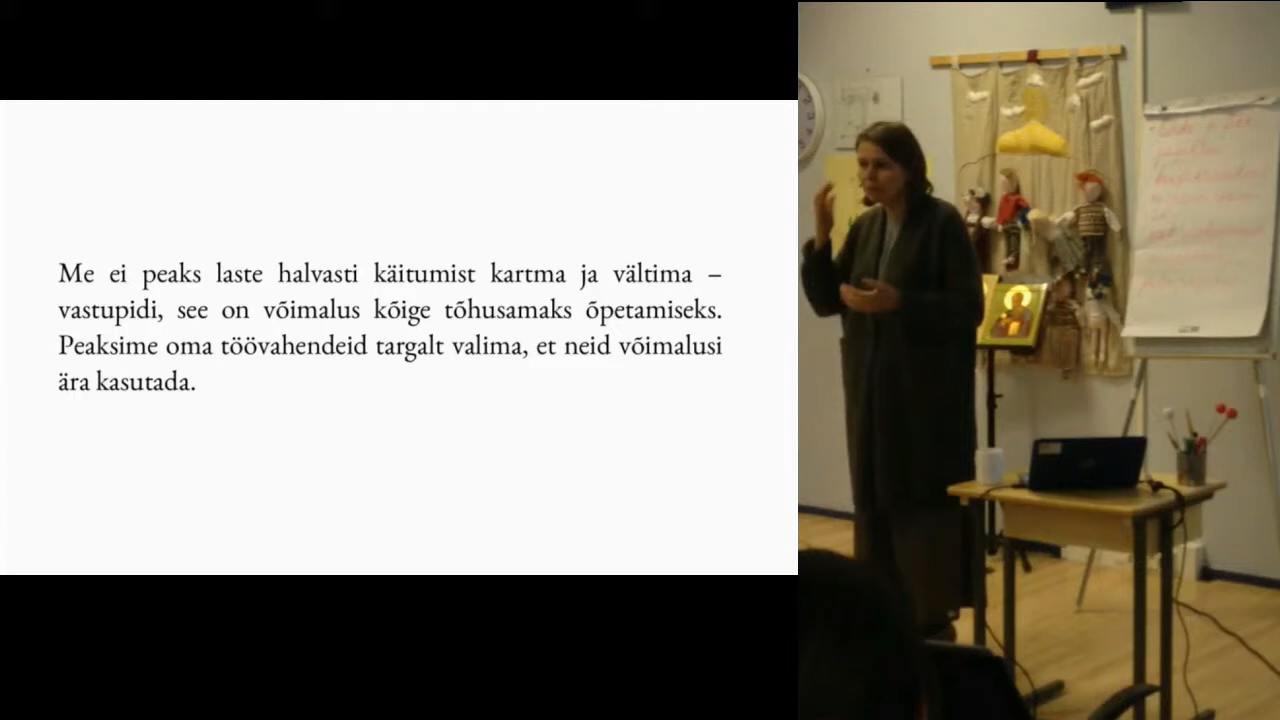 Me ei peaks laste halvasti käitumist kartma ja vältima –
vastupidi, see on võimalus kõige tõhusamaks õpetamiseks.
Peaksime oma töövahendeid targalt valima, et neid võimalusi
ära kasutada.